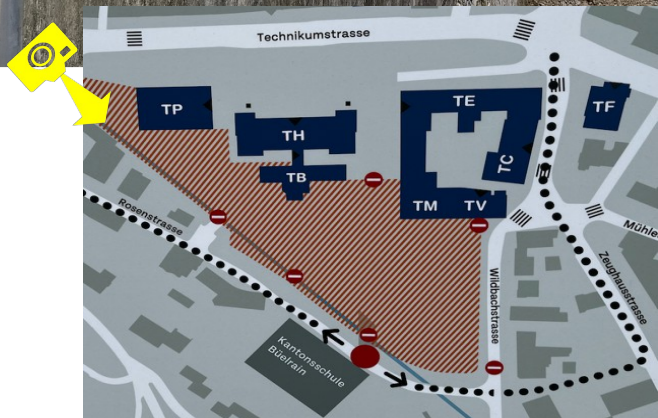 Technikumstrasse
TP
TH
TE
TF
TB
TC
TM
TV
Rosenstrasse
Wildbachstrasse
Zeughausstrasse
Mühle
Kantonsschule
Büelrain